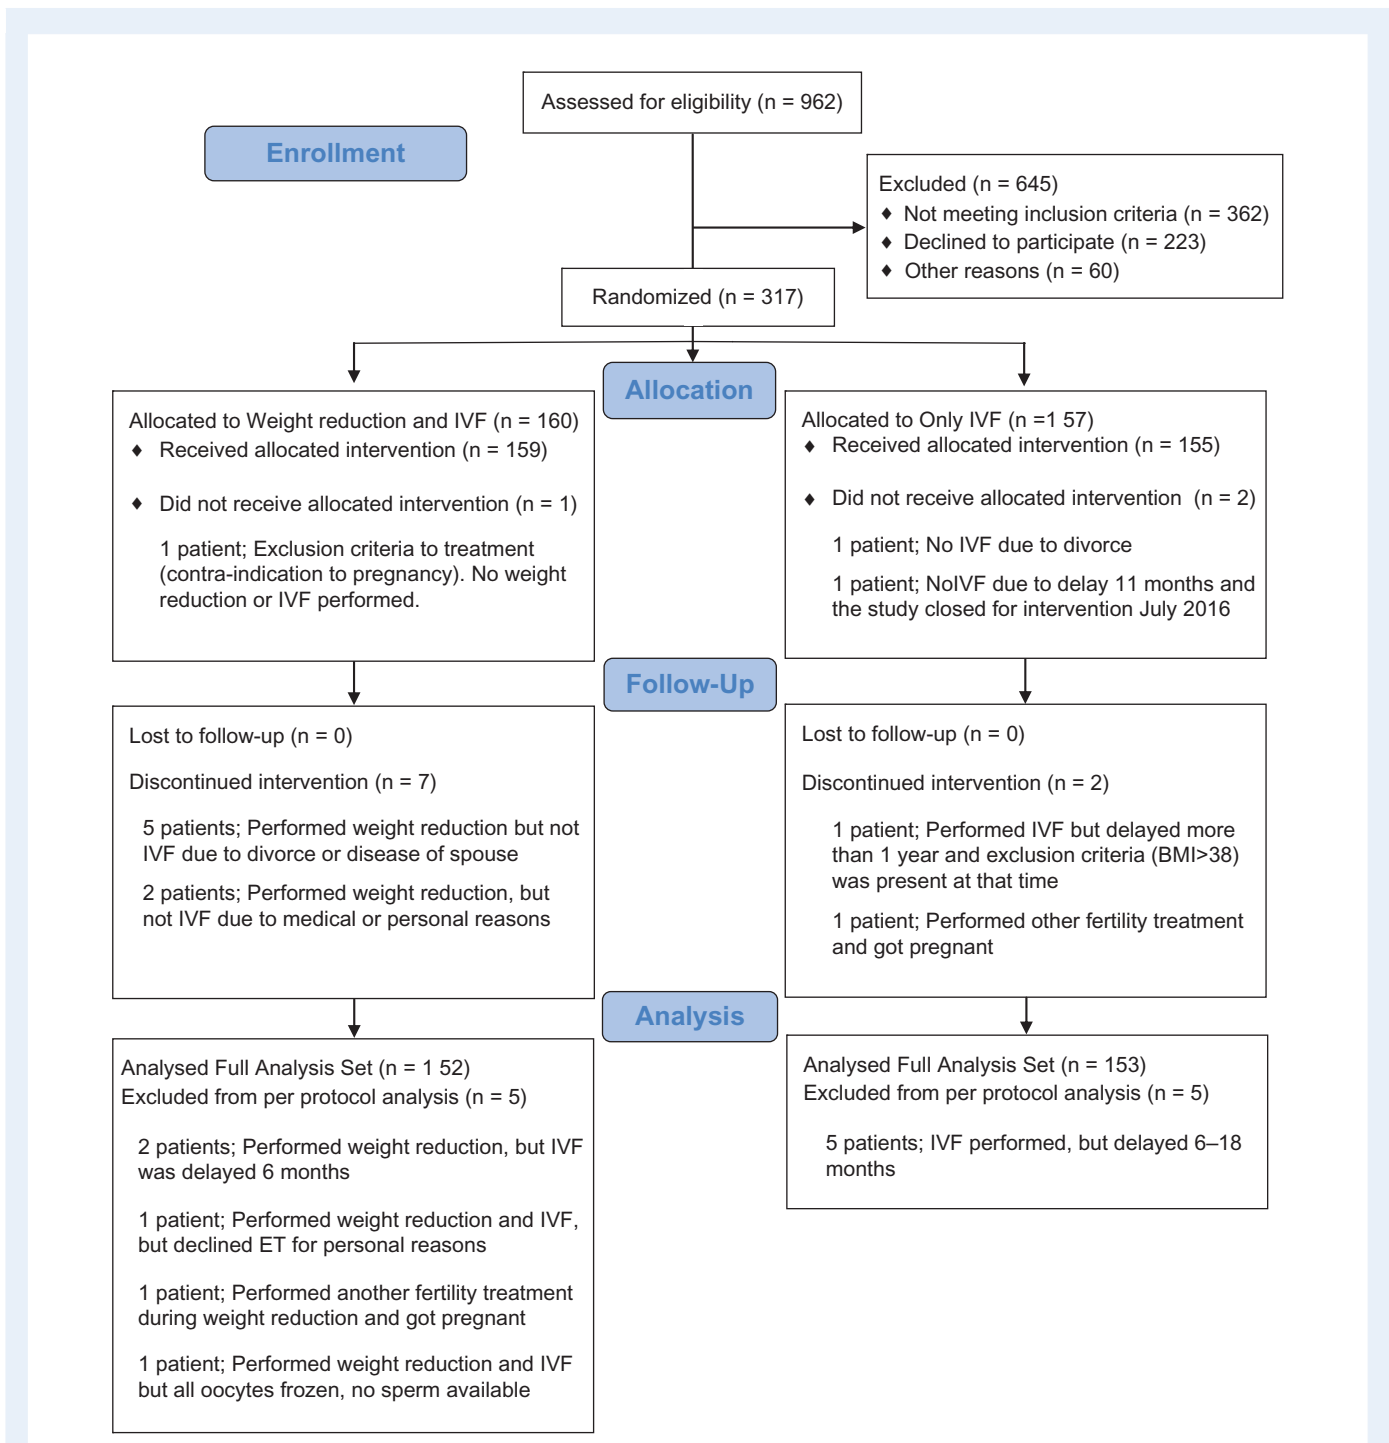 Assessed for eligibility (n = 962)
Enrollment
Excluded (n = 645)
♦ Not meeting inclusion criteria (n = 362)
♦ Declined to participate (n = 223)
♦ Other reasons (n = 60)
Randomized (n = 317)
Allocation
Allocated to Weight reduction and IVF (n = 160)
♦ Received allocated intervention (n = 159)
♦ Did not receive allocated intervention (n = 1)
1 patient; Exclusion criteria to treatment
(contra-indication to pregnancy). No weight
reduction or IVF performed.
Allocated to Only IVF (n =1 57)
♦ Received allocated intervention (n = 155)
♦ Did not receive allocated intervention (n = 2)
1 patient; No IVF due to divorce
1 patient; NoIVF due to delay 11 months and
the study closed for intervention July 2016
Follow-Up
Lost to follow-up (n = 0)
Discontinued intervention (n = 7)
5 patients; Performed weight reduction but not
IVF due to divorce or disease of spouse
2 patients; Performed weight reduction, but
not IVF due to medical or personal reasons
Lost to follow-up (n = 0)
Discontinued intervention (n = 2)
1 patient; Performed IVF but delayed more
than 1 year and exclusion criteria (BMI>38)
was present at that time
1 patient; Performed other fertility treatment
and got pregnant
Analysis
Analysed Full Analysis Set (n = 1 52)
Excluded from per protocol analysis (n = 5)
2 patients; Performed weight reduction, but IVF
was delayed 6 months
1 patient; Performed weight reduction and IVF,
but declined ET for personal reasons
1 patient; Performed another fertility treatment
during weight reduction and got pregnant
1 patient; Performed weight reduction and IVF
but all oocytes frozen, no sperm available
Analysed Full Analysis Set (n = 153)
Excluded from per protocol analysis (n = 5)
5 patients; IVF performed, but delayed 6–18
months